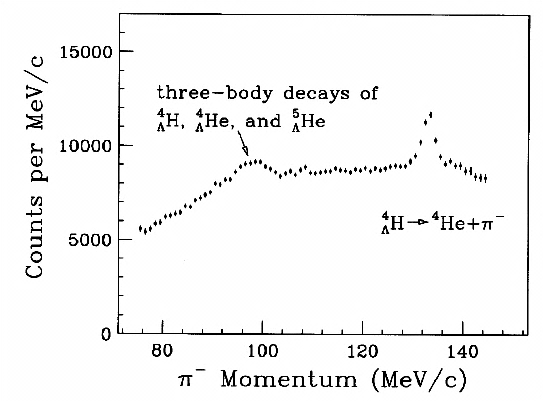 15000
10000
5000
0
Counts per MeV/c
three-body decays of
⁴ΛH, ⁴ΛHe, and ⁵ΛHe
⁴ΛH→⁴He+π⁻
80 100 120 140
π⁻ Momentum (MeV/c)